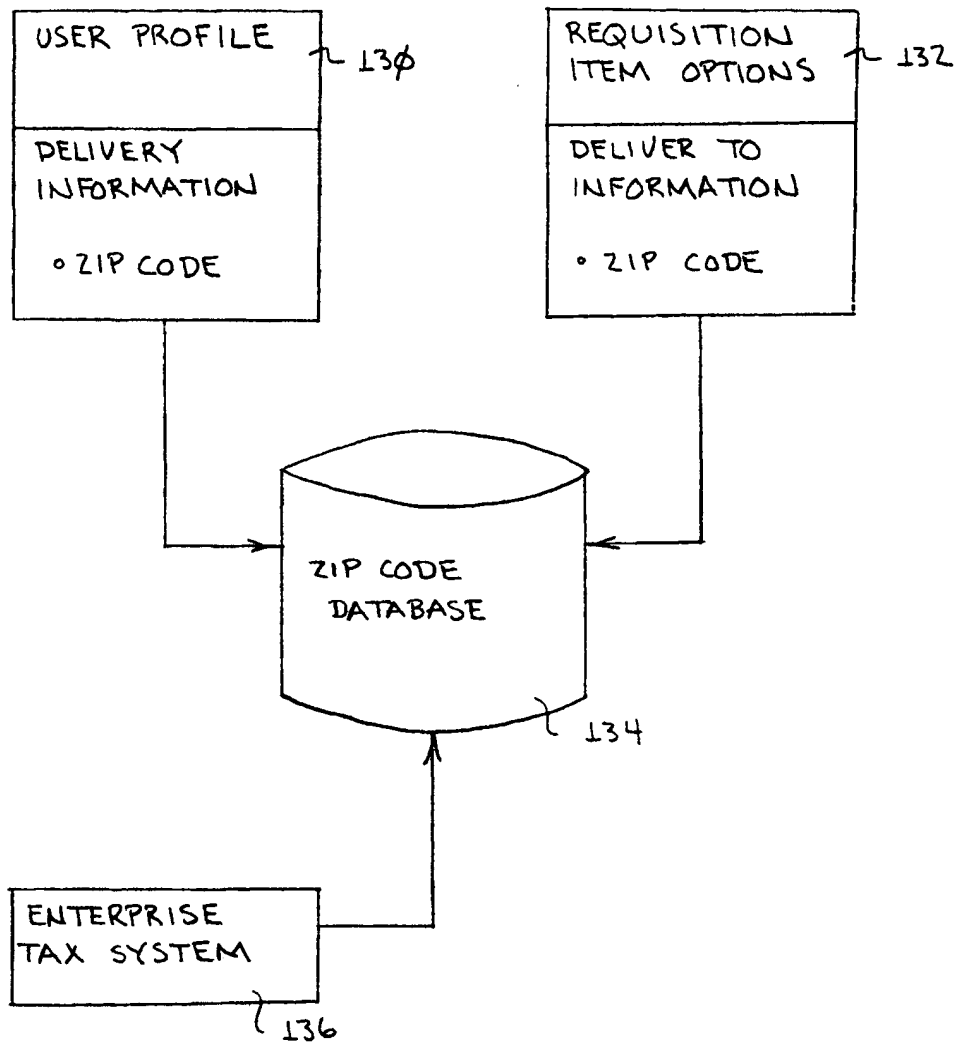 USER PROFILE
130
DELIVERY
INFORMATION
• ZIP CODE
REQUISITION
ITEM OPTIONS
132
DELIVER TO
INFORMATION
• ZIP CODE
ZIP CODE
DATABASE
134
ENTERPRISE
TAX SYSTEM
136